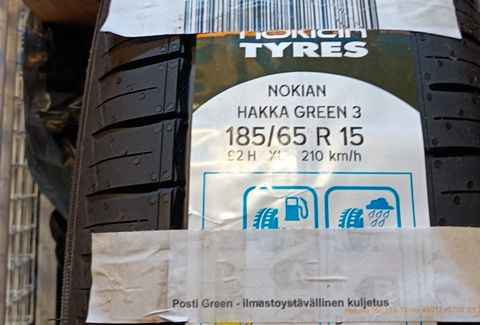 nokian
TYRES
NOKIAN
HAKKA GREEN 3
185/65 R 15
92 H XL 210 km/h
Posti Green - ilmastoystävällinen kuljetus